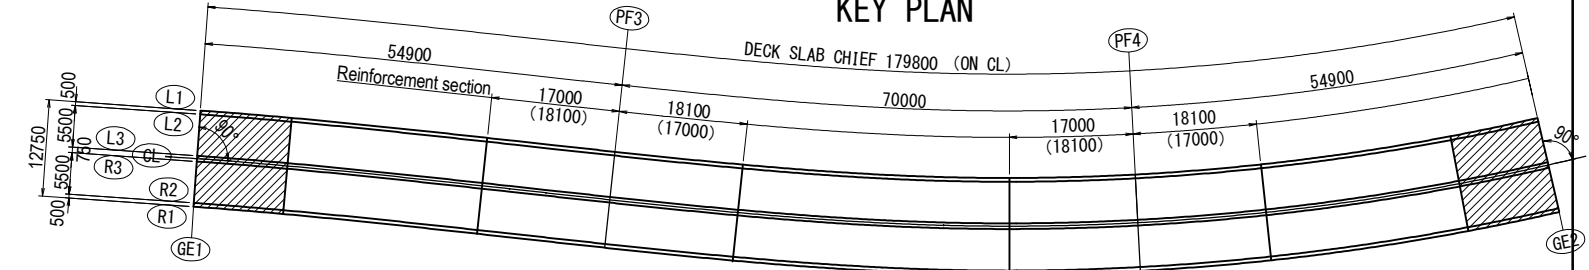 KEY PLAN
PF3
PF4
DECK SLAB CHIEF 179800 (ON CL)
54900
54900
Reinforcement section
17000
(18100)
18100
(17000)
70000
17000
(18100)
18100
(17000)
500
5500
750
5500
500
12750
L1
L2
L3
CL
R3
R2
R1
90°
90°
GE1
GE2